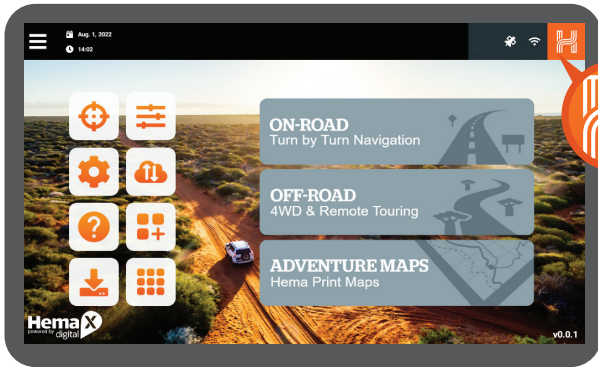 Aug. 1, 2022
14:02
ON-ROAD
Turn by Turn Navigation
OFF-ROAD
4WD & Remote Touring
ADVENTURE MAPS
Hema Print Maps
Hema X
powered by digital
v0.0.1